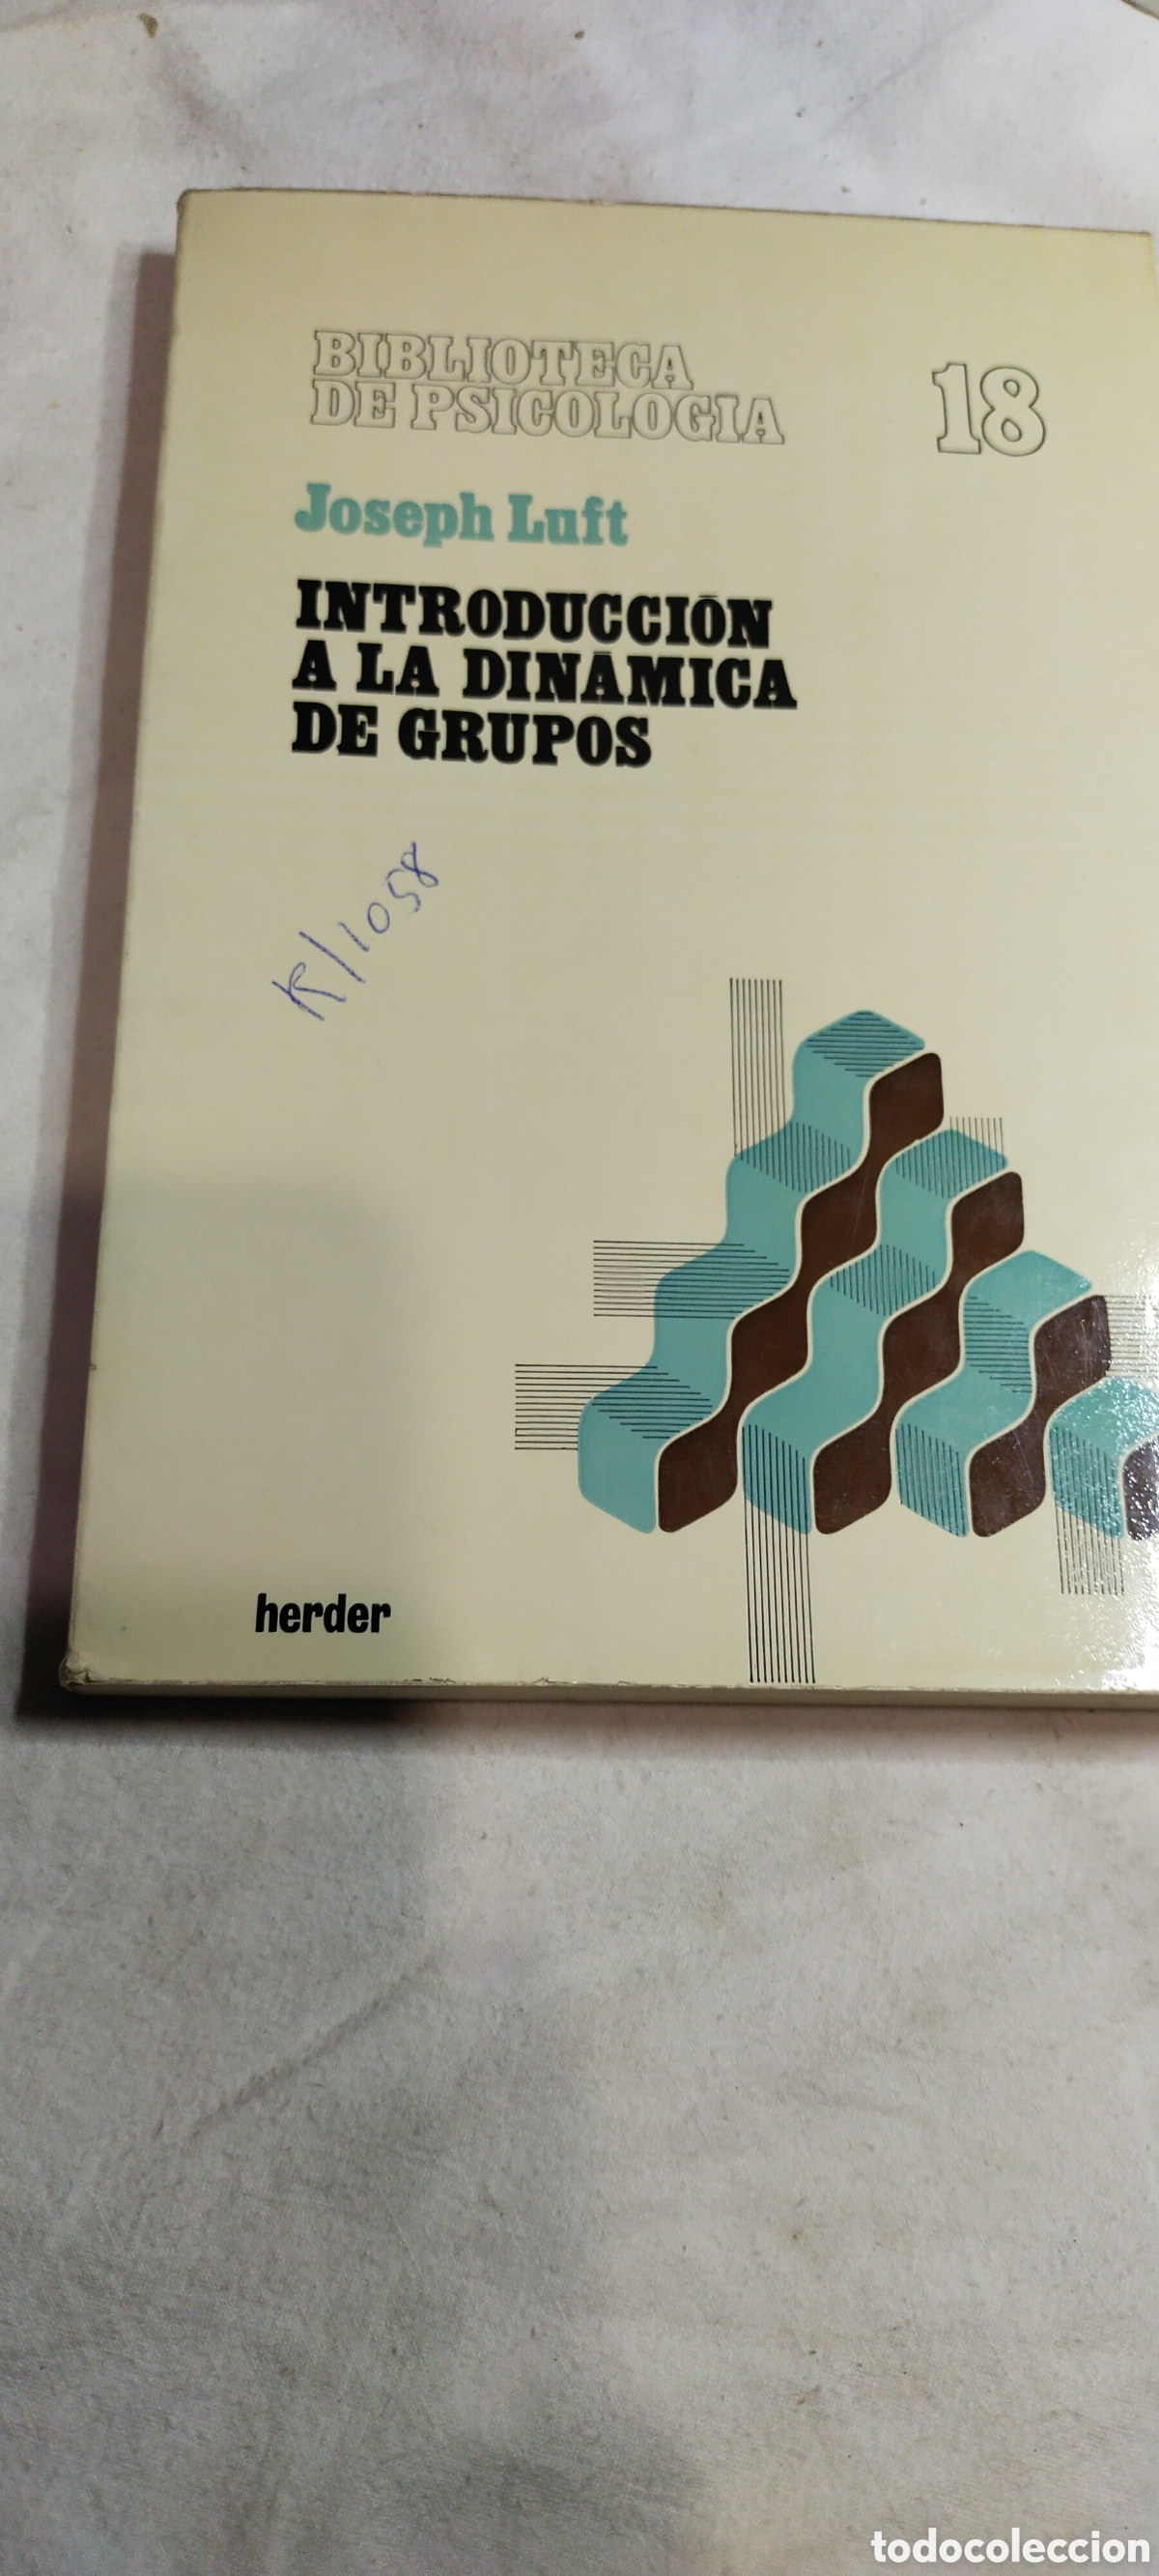 BIBLIOTECA
DE PSICOLOGIA
18
Joseph Luft
INTRODUCCIÓN
A LA DINÁMICA
DE GRUPOS
K/1058
herder
todocoleccion